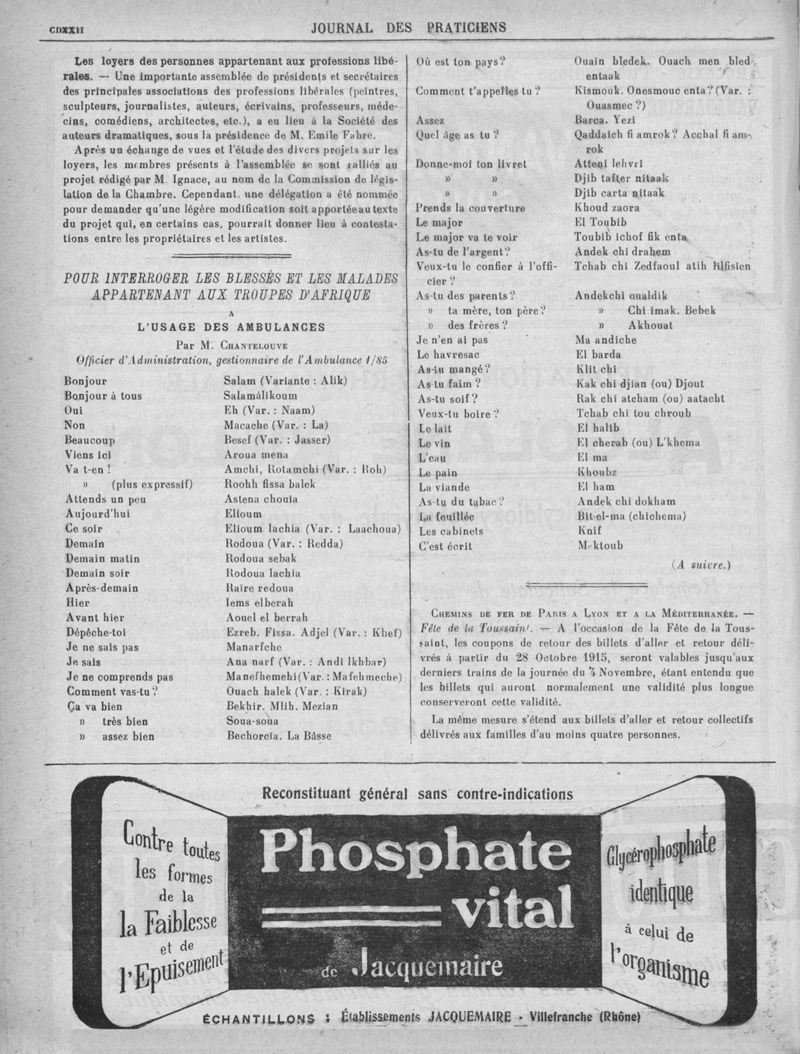 CDXXII
JOURNAL DES PRATICIENS
Les loyers des personnes appartenant aux professions libé-
rales. — Une importante assemblée de présidents et secrétaires
des principales associations des professions libérales (peintres,
sculpteurs, journalistes, auteurs, écrivains, professeurs, méde-
cins, comédiens, architectes, etc.), a eu lieu à la Société des
auteurs dramatiques, sous la présidence de M. Emile Fabre.
Après un échange de vues et l'étude des divers projets sur les
loyers, les membres présents à l'assemblée se sont ralliés au
projet rédigé par M. Ignace, au nom de la Commission de légis-
lation de la Chambre. Cependant, une délégation a été nommée
pour demander qu'une légère modification soit apportée au texte
du projet qui, en certains cas, pourrait donner lieu à contesta-
tions entre les propriétaires et les artistes.
POUR INTERROGER LES BLESSÉS ET LES MALADES
APPARTENANT AUX TROUPES D'AFRIQUE
A
L'USAGE DES AMBULANCES
Par M. CHANTELOUVE
Officier d'Administration, gestionnaire de l'Ambulance 1/85
Bonjour Salam (Variante : Alik)
Bonjour à tous Salamälikoum
Oui Eh (Var. : Naam)
Non Macache (Var. : La)
Beaucoup Besef (Var. : Jasser)
Viens ici Aroua mena
Va t-en ! Amchi, Rotamchi (Var. : Roh)
» (plus expressif) Roohh fissa balek
Attends un peu Astena chouia
Aujourd'hui Elioum
Ce soir Elioum lachia (Var. : Laachoua)
Demain Rodoua (Var. : Redda)
Demain matin Rodoua sebak
Demain soir Rodoua lachia
Après-demain Raïre redoua
Hier Iems elberah
Avant hier Aouel el berrah
Dépêche-toi Ezreb. Fissa. Adjel (Var. : Khef)
Je ne sais pas Manarfche
Je sais Ana narf (Var. : Andi lkhbar)
Je ne comprends pas Manefhemehi (Var. : Mafehmeche)
Comment vas-tu ? Ouach halek (Var. : Kirak)
Ça va bien Bekhir. Mlih. Mezian
» très bien Soua-soua
» assez bien Bechorcïa. La Bâsse
Où est ton pays ? Ouain bledek. Ouach men bled
entaak
Comment t'appelles tu ? Kismouk. Onesmouc enta ? (Var. :
Ouasmec ?)
Assez Barca. Yezi
Quel âge as tu ? Qaddaïch fi amrok ? Acchal fi am-
rok
Donne-moi ton livret Atteni lehvri
» » Djib tafter nitaak
» » Djib carta nitaak
Prends la couverture Khoud zaora
Le major El Toubib
Le major va te voir Toubib ichof fik enta
As-tu de l'argent ? Andek chi drahem
Veux-tu le confier à l'offi- Tchab chi Zedfaoul atih lilfisien
cier ?
As-tu des parents ? Andekchi oualdik
» ta mère, ton père ? » Chi imak. Bebek
» des frères ? » Akhouat
Je n'en ai pas Ma andiche
Le havresac El barda
As-tu mangé ? Klit chi
As tu faim ? Rak chi djian (ou) Djout
As-tu soif ? Rak chi atcham (ou) aatacht
Veux-tu boire ? Tchab chi tou chroub
Le lait El halib
Le vin El cherab (ou) L'khema
L'eau El ma
Le pain Khoubz
La viande El ham
As-tu du tabac ? Andek chi dokham
La feuillée Bit-el-ma (chichema)
Les cabinets Knif
C'est écrit Mektoub
(A suivre.)
CHEMINS DE FER DE PARIS A LYON ET A LA MÉDITERRANÉE. —
Fête de la Toussaint. — A l'occasion de la Fête de la Tous-
saint, les coupons de retour des billets d'aller et retour déli-
vrés à partir du 28 Octobre 1915, seront valables jusqu'aux
derniers trains de la journée du 4 Novembre, étant entendu que
les billets qui auront normalement une validité plus longue
conserveront cette validité.
La même mesure s'étend aux billets d'aller et retour collectifs
délivrés aux familles d'au moins quatre personnes.
Reconstituant général sans contre-indications
Contre toutes
les formes
de la
la Faiblesse
et de
l'Epuisement
Phosphate
vital
de Jacquemaire
Glycérophosphate
identique
à celui de
l'organisme
ÉCHANTILLONS : Établissements JACQUEMAIRE - Villefranche (Rhône)